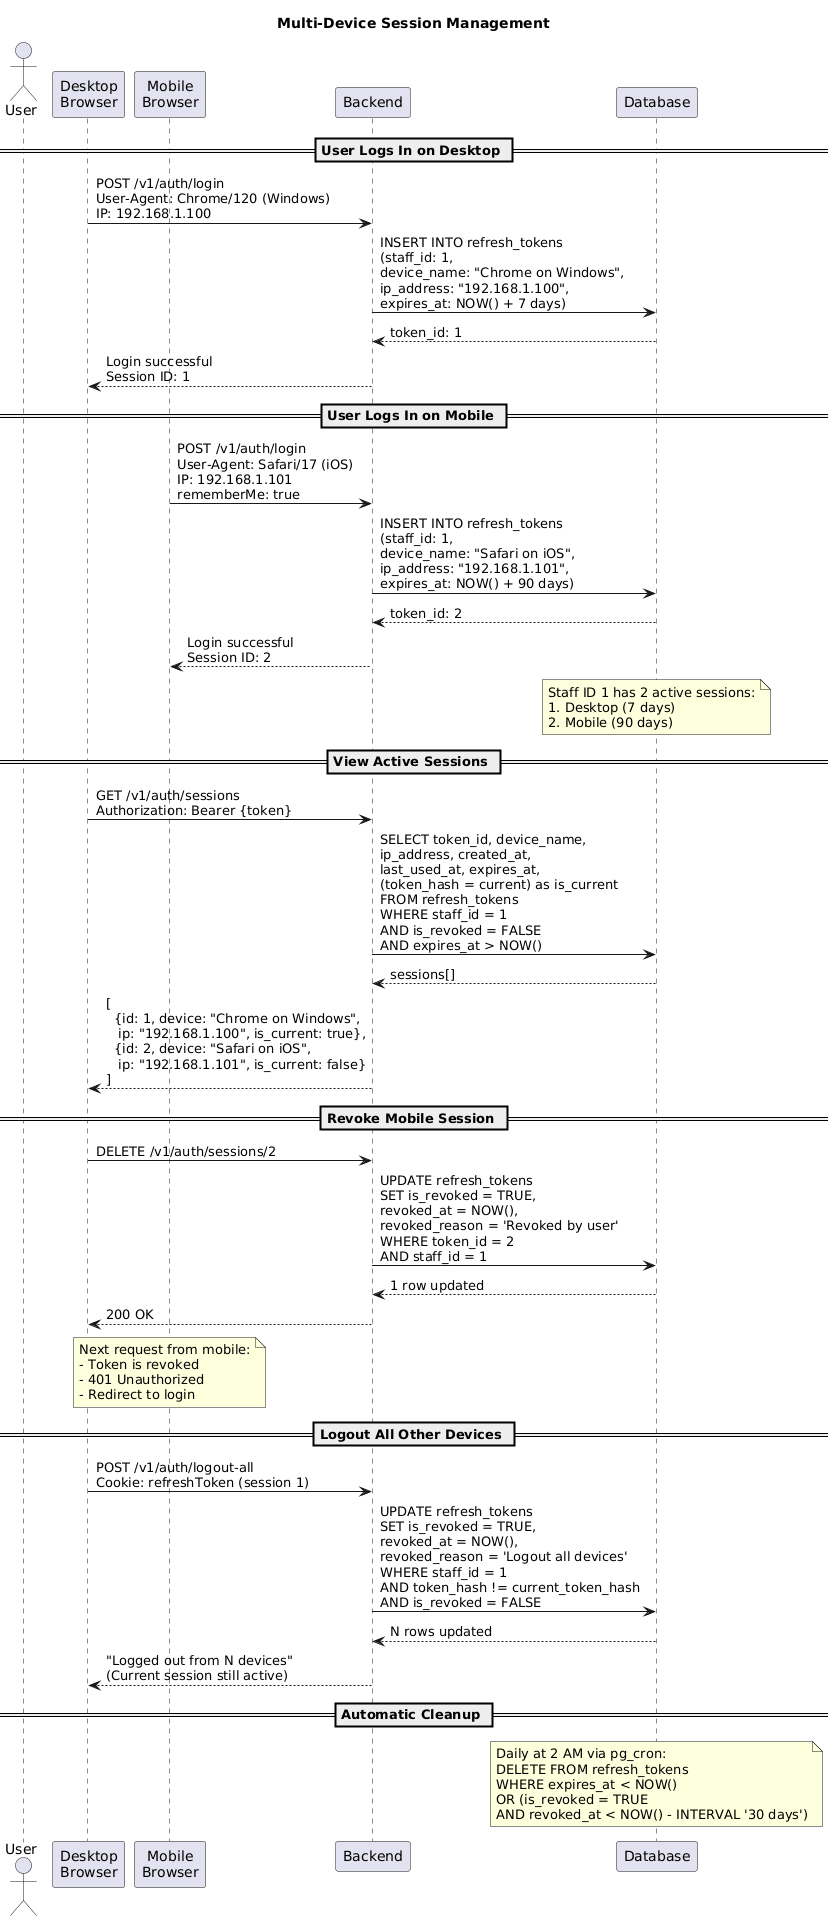 Multi-Device Session Management
User
Desktop
Browser
Mobile
Browser
Backend
Database
User Logs In on Desktop
POST /v1/auth/login
User-Agent: Chrome/120 (Windows)
IP: 192.168.1.100
INSERT INTO refresh_tokens
(staff_id: 1,
device_name: "Chrome on Windows",
ip_address: "192.168.1.100",
expires_at: NOW() + 7 days)
token_id: 1
Login successful
Session ID: 1
User Logs In on Mobile
POST /v1/auth/login
User-Agent: Safari/17 (iOS)
IP: 192.168.1.101
rememberMe: true
INSERT INTO refresh_tokens
(staff_id: 1,
device_name: "Safari on iOS",
ip_address: "192.168.1.101",
expires_at: NOW() + 90 days)
token_id: 2
Login successful
Session ID: 2
Staff ID 1 has 2 active sessions:
1. Desktop (7 days)
2. Mobile (90 days)
View Active Sessions
GET /v1/auth/sessions
Authorization: Bearer {token}
SELECT token_id, device_name,
ip_address, created_at,
last_used_at, expires_at,
(token_hash = current) as is_current
FROM refresh_tokens
WHERE staff_id = 1
AND is_revoked = FALSE
AND expires_at > NOW()
sessions[]
[
{id: 1, device: "Chrome on Windows",
ip: "192.168.1.100", is_current: true},
{id: 2, device: "Safari on iOS",
ip: "192.168.1.101", is_current: false}
]
Revoke Mobile Session
DELETE /v1/auth/sessions/2
UPDATE refresh_tokens
SET is_revoked = TRUE,
revoked_at = NOW(),
revoked_reason = 'Revoked by user'
WHERE token_id = 2
AND staff_id = 1
1 row updated
200 OK
Next request from mobile:
- Token is revoked
- 401 Unauthorized
- Redirect to login
Logout All Other Devices
POST /v1/auth/logout-all
Cookie: refreshToken (session 1)
UPDATE refresh_tokens
SET is_revoked = TRUE,
revoked_at = NOW(),
revoked_reason = 'Logout all devices'
WHERE staff_id = 1
AND token_hash != current_token_hash
AND is_revoked = FALSE
N rows updated
"Logged out from N devices"
(Current session still active)
Automatic Cleanup
Daily at 2 AM via pg_cron:
DELETE FROM refresh_tokens
WHERE expires_at < NOW()
OR (is_revoked = TRUE
AND revoked_at < NOW() - INTERVAL '30 days')
User
Desktop
Browser
Mobile
Browser
Backend
Database